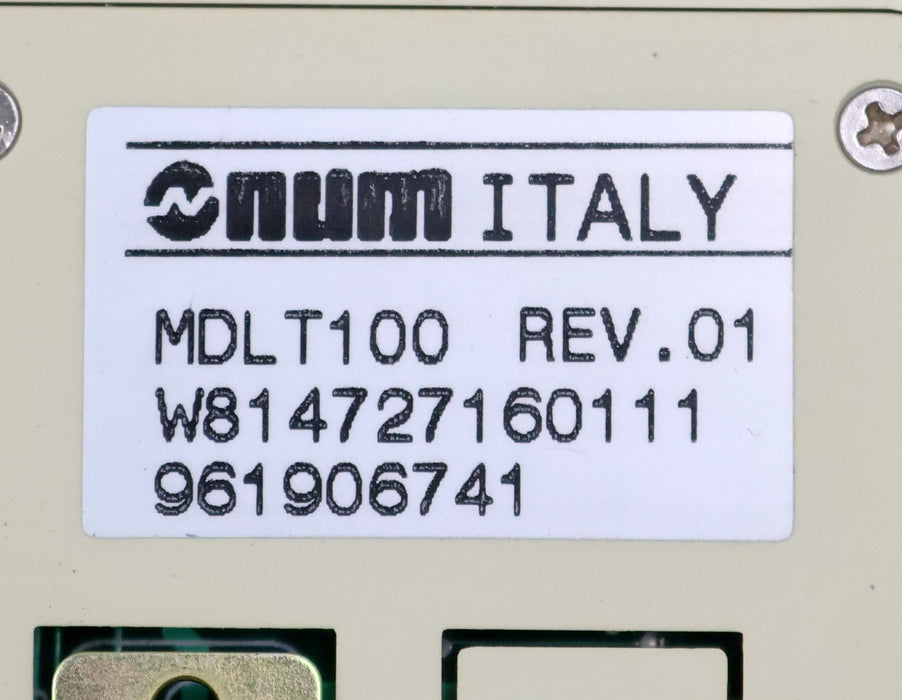 num ITALY
MDLT100 REV.01
W814727160111
961906741